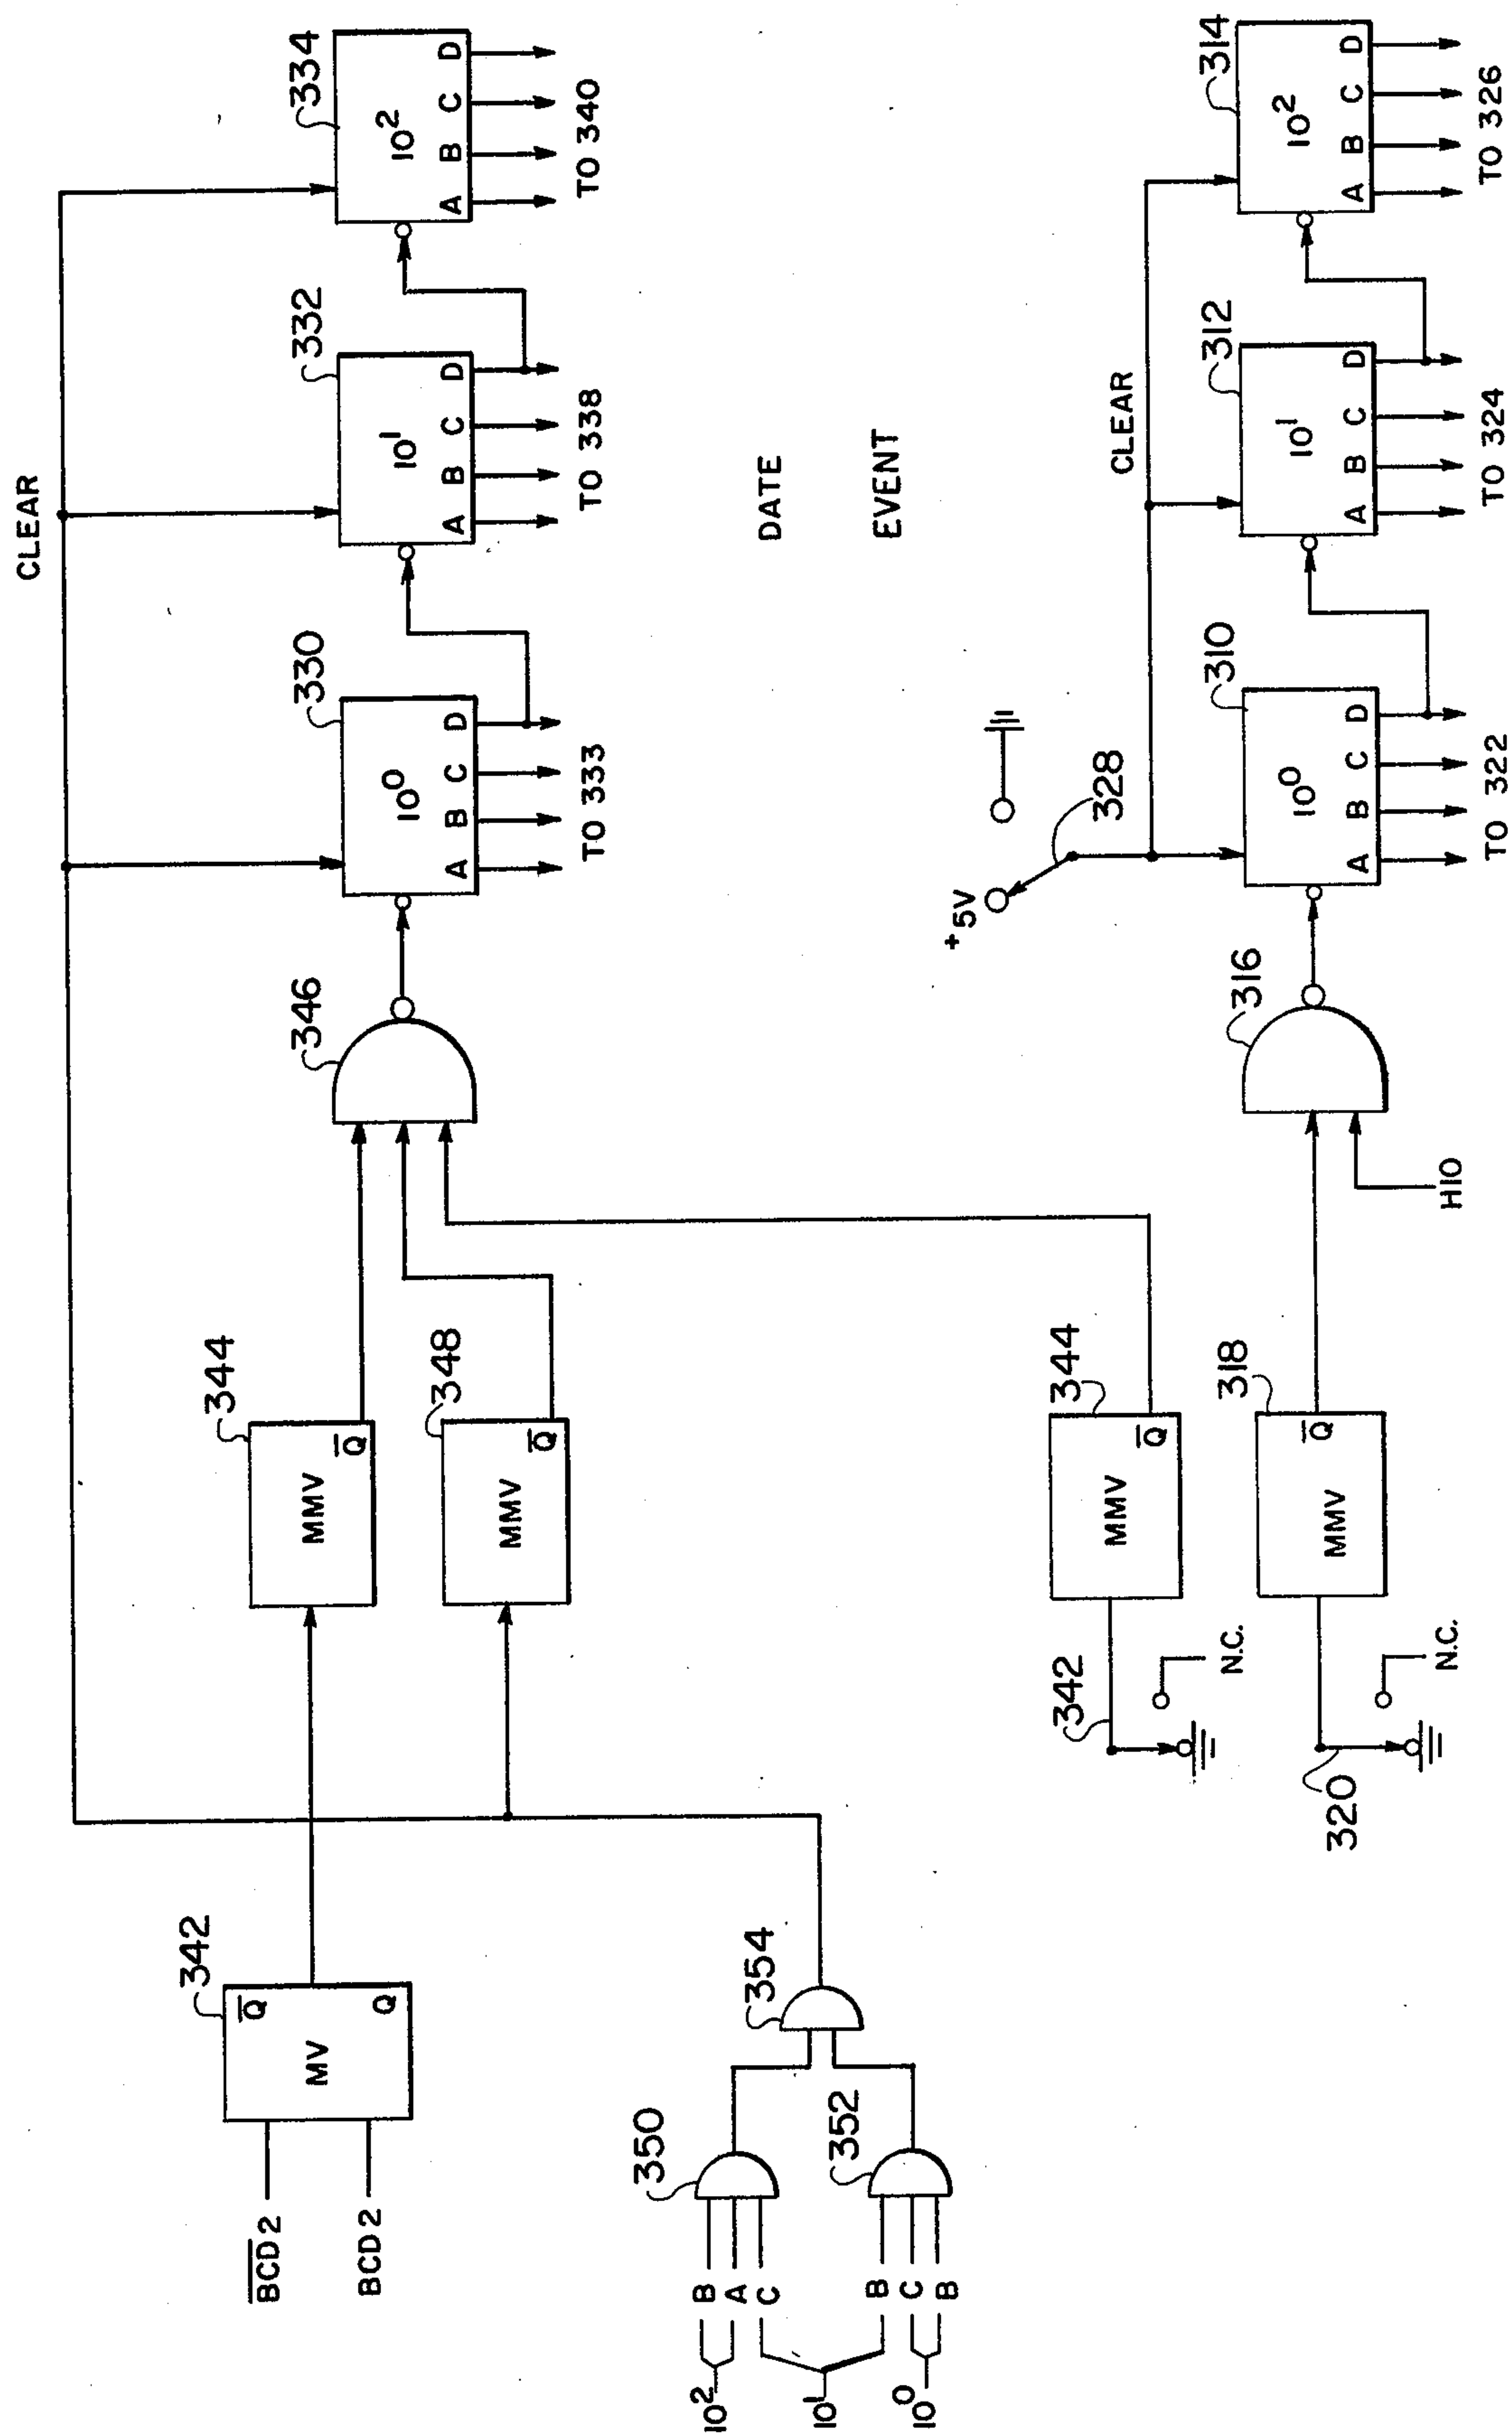 CLEAR
334
10²
A B C D
TO 340
332
10¹
A B C D
TO 338
330
10⁰
A B C D
TO 333
346
344
MMV
Q̅
348
MMV
Q̅
342
MV
Q̅
Q
B̅C̅D̅ 2
BCD 2
DATE
EVENT
354
350
352
B
A
C
B
C
B
10²
10¹
10⁰
+5V
328
CLEAR
314
10²
A B C D
TO 326
312
10¹
A B C D
TO 324
310
10⁰
A B C D
TO 322
316
H10
344
MMV
Q̅
342
N.C.
318
MMV
Q̅
320
N.C.